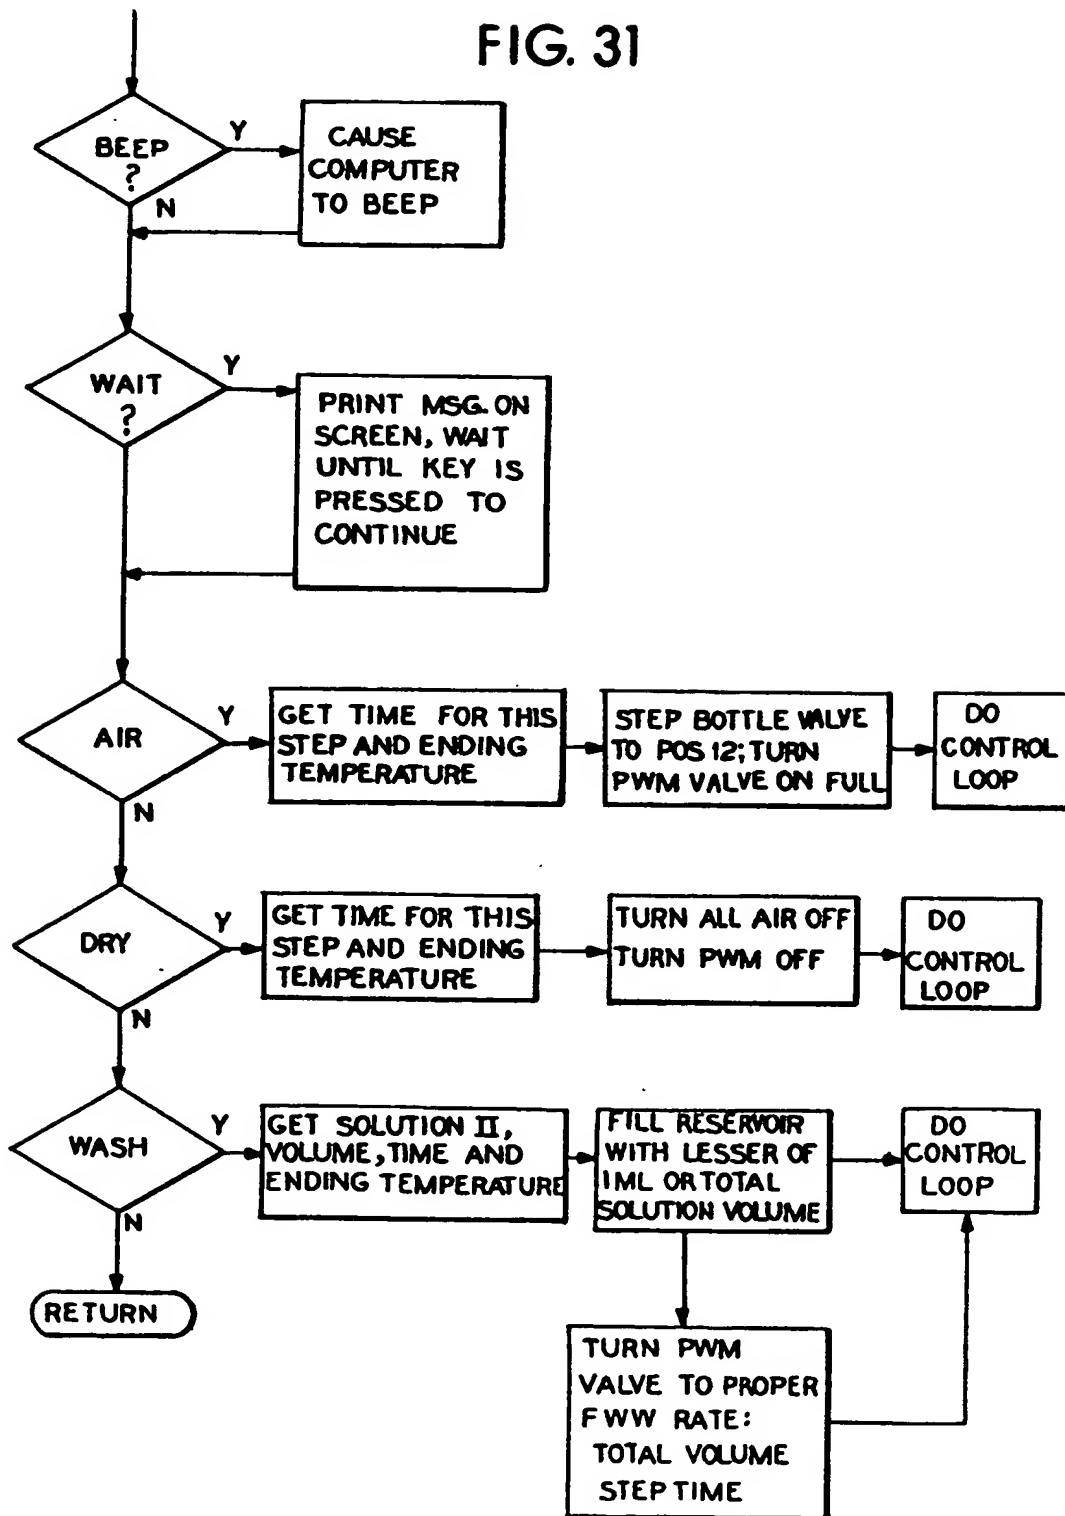 FIG. 31
BEEP
?
Y
N
CAUSE
COMPUTER
TO BEEP
WAIT
?
Y
PRINT MSG. ON
SCREEN, WAIT
UNTIL KEY IS
PRESSED TO
CONTINUE
AIR
Y
N
GET TIME FOR THIS
STEP AND ENDING
TEMPERATURE
STEP BOTTLE VALVE
TO POS 12; TURN
PWM VALVE ON FULL
DO
CONTROL
LOOP
DRY
Y
N
GET TIME FOR THIS
STEP AND ENDING
TEMPERATURE
TURN ALL AIR OFF
TURN PWM OFF
DO
CONTROL
LOOP
WASH
Y
N
GET SOLUTION II,
VOLUME, TIME AND
ENDING TEMPERATURE
FILL RESERVOIR
WITH LESSER OF
1 ML OR TOTAL
SOLUTION VOLUME
DO
CONTROL
LOOP
RETURN
TURN PWM
VALVE TO PROPER
FWW RATE:
TOTAL VOLUME
STEP TIME